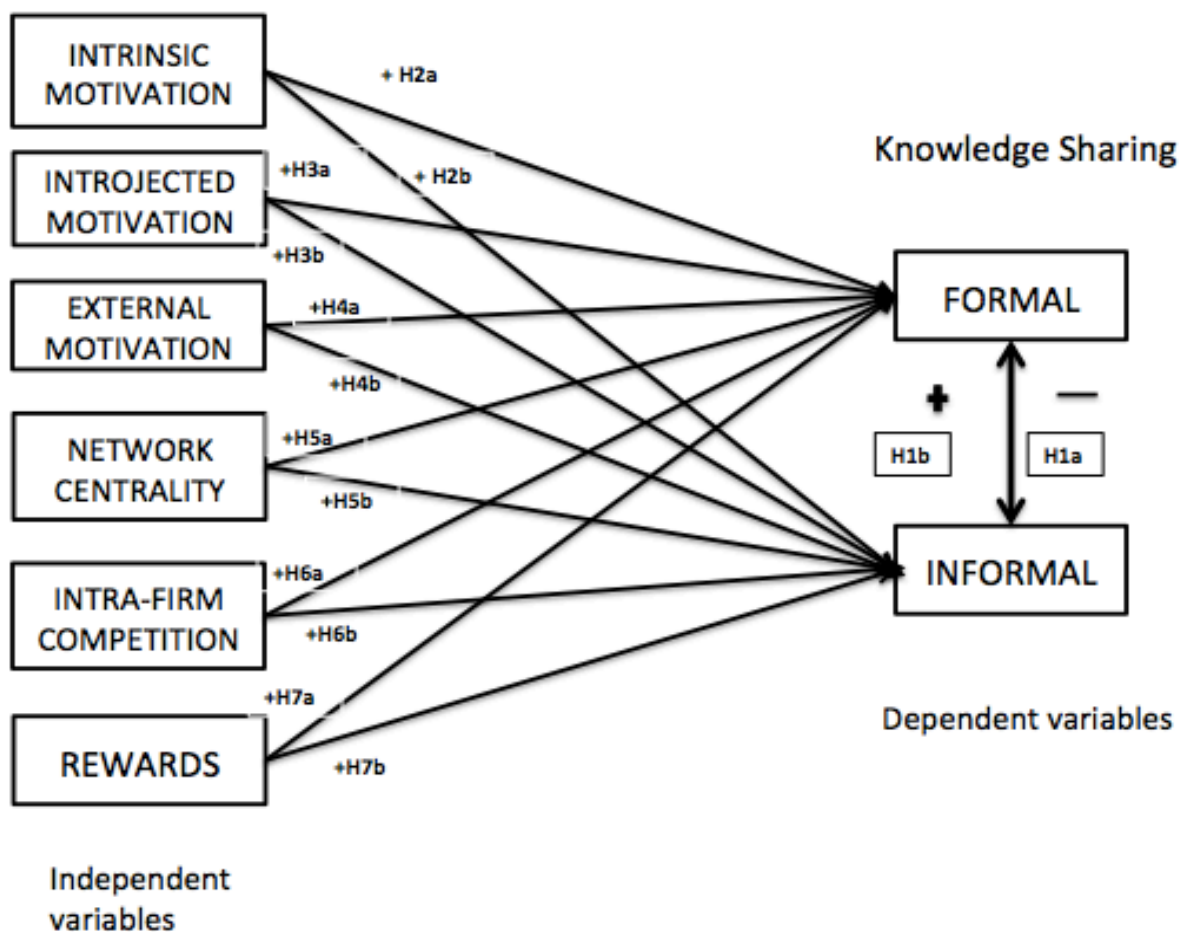 INTRINSIC
MOTIVATION
+ H2a
Knowledge Sharing
INTROJECTED
MOTIVATION
+H3a
+ H2b
+H3b
EXTERNAL
MOTIVATION
+H4a
FORMAL
+H4b
+
—
NETWORK
CENTRALITY
+H5a
H1b
H1a
+H5b
INTRA-FIRM
COMPETITION
+H6a
INFORMAL
+H6b
+H7a
REWARDS
Dependent variables
+H7b
Independent
variables